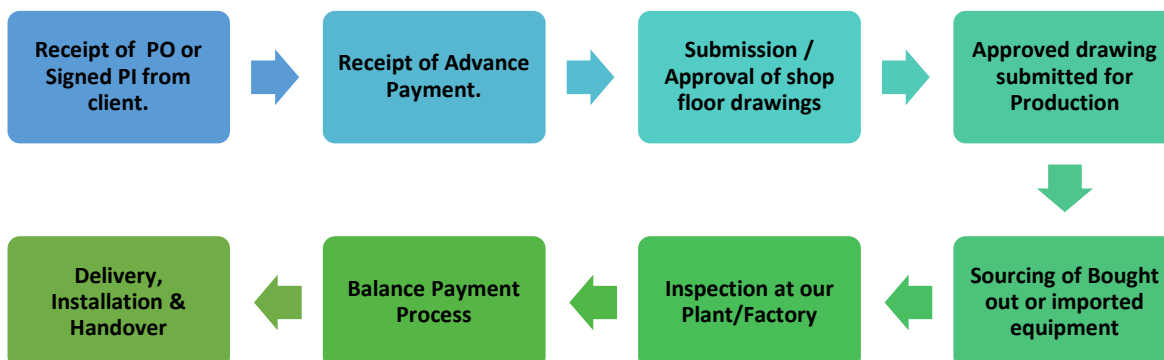 Receipt of PO or
Signed PI from
client.
Receipt of Advance
Payment.
Submission /
Approval of shop
floor drawings
Approved drawing
submitted for
Production
Sourcing of Bought
out or imported
equipment
Inspection at our
Plant/Factory
Balance Payment
Process
Delivery,
Installation &
Handover